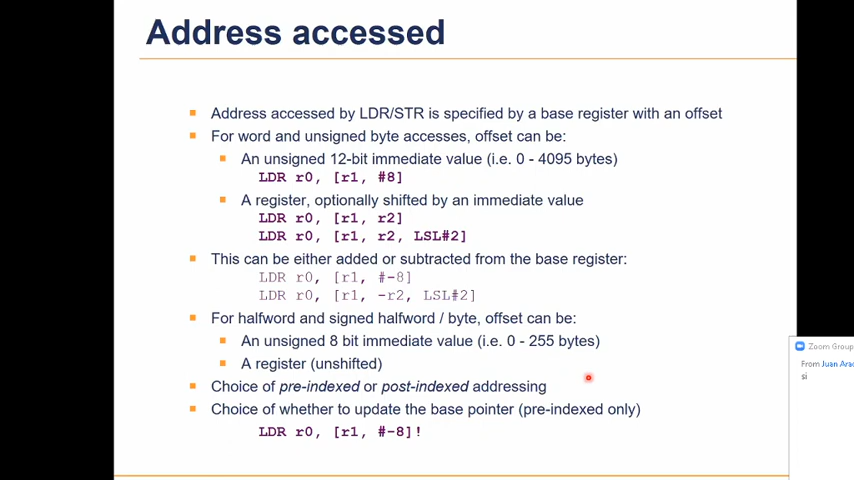 Address accessed
Address accessed by LDR/STR is specified by a base register with an offset
For word and unsigned byte accesses, offset can be:
An unsigned 12-bit immediate value (i.e. 0 - 4095 bytes)
LDR r0, [r1, #8]
A register, optionally shifted by an immediate value
LDR r0, [r1, r2]
LDR r0, [r1, r2, LSL#2]
This can be either added or subtracted from the base register:
LDR r0, [r1, #-8]
LDR r0, [r1, -r2, LSL#2]
For halfword and signed halfword / byte, offset can be:
An unsigned 8 bit immediate value (i.e. 0 - 255 bytes)
A register (unshifted)
Choice of pre-indexed or post-indexed addressing
Choice of whether to update the base pointer (pre-indexed only)
LDR r0, [r1, #-8]!
Zoom Group
From Juan Arac
si